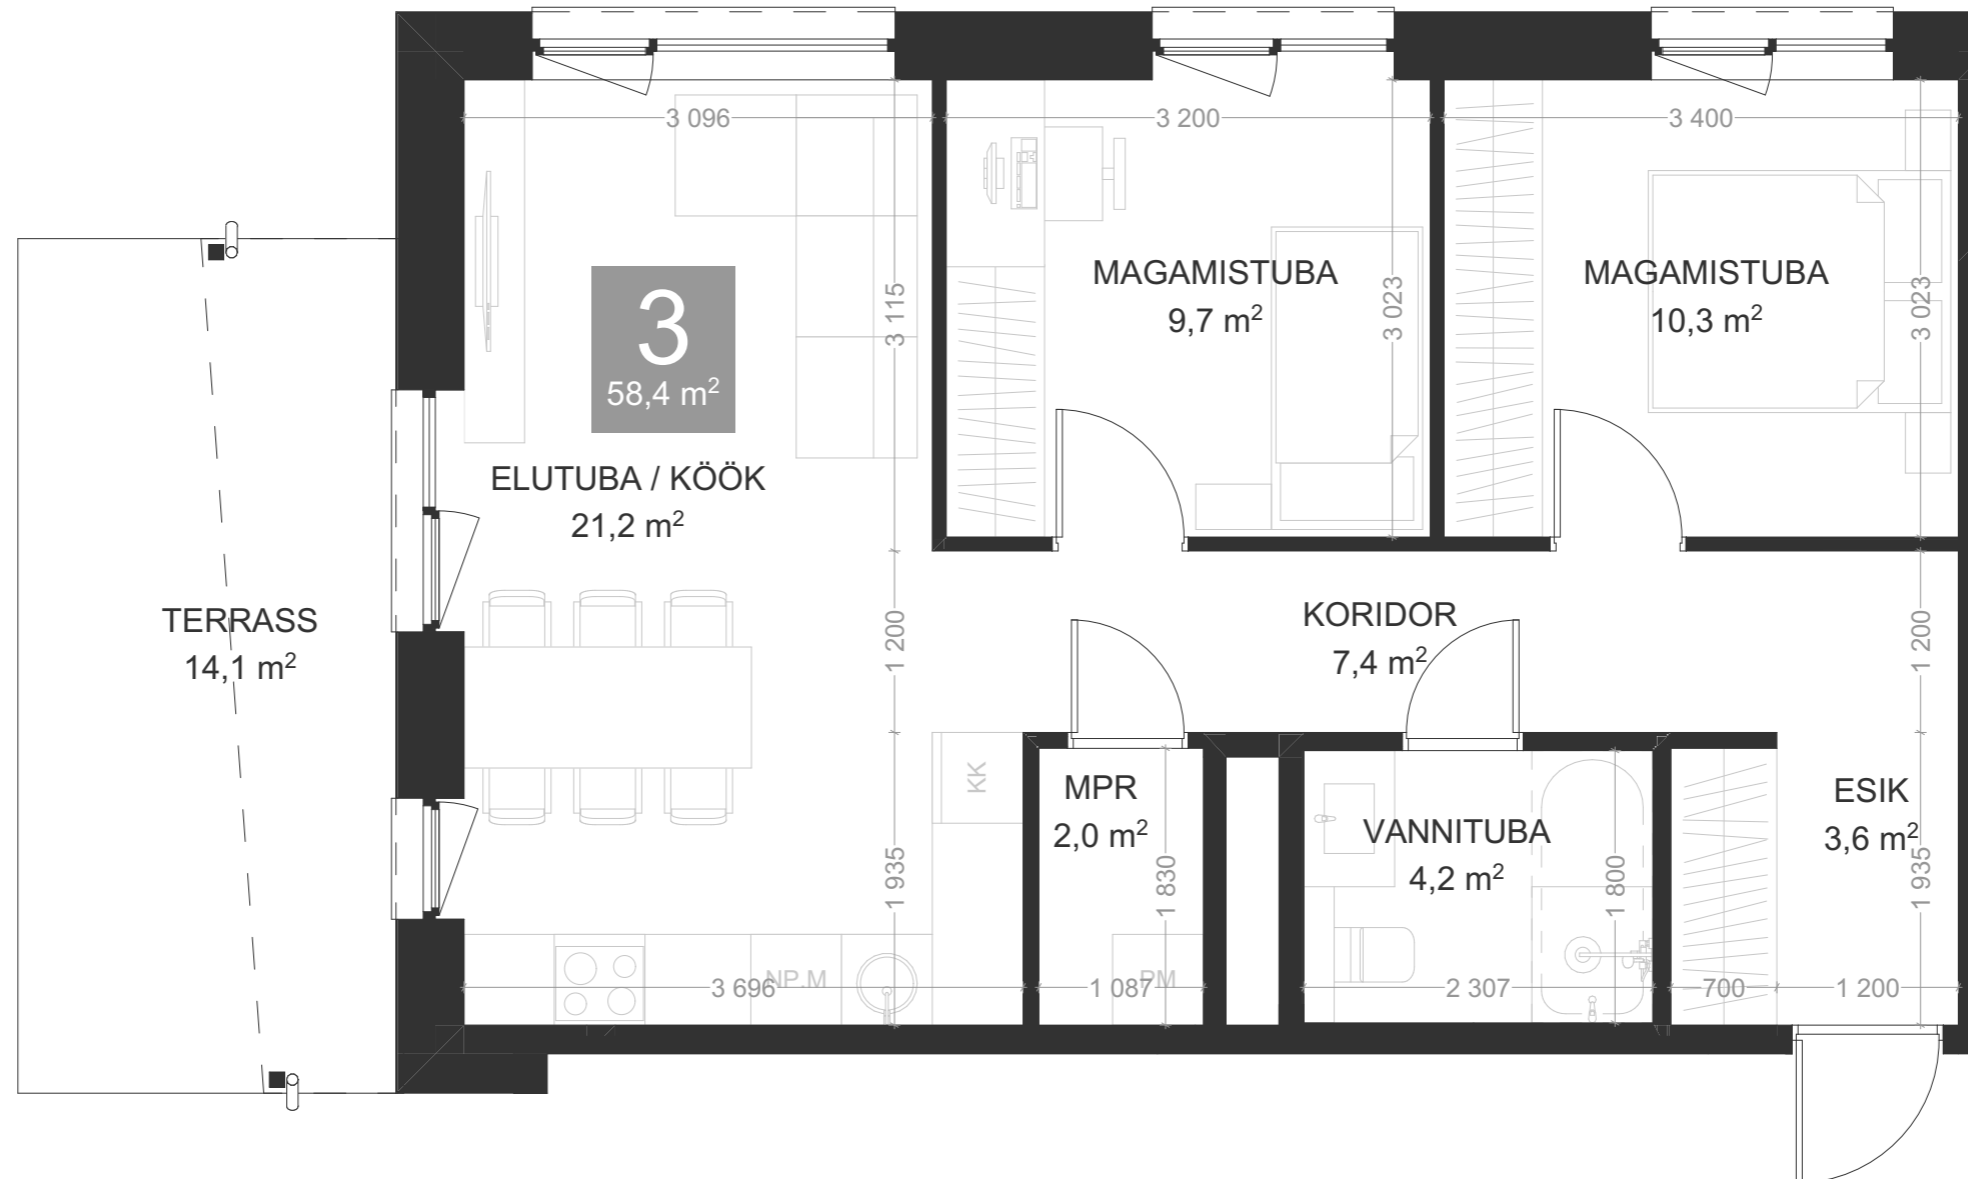 3 096
3 200
3 400
MAGAMISTUBA
9,7 m²
MAGAMISTUBA
10,3 m²
3
58,4 m²
3 115
3 023
3 023
ELUTUBA / KÖÖK
21,2 m²
TERRASS
14,1 m²
KORIDOR
7,4 m²
1 200
1 200
KK
MPR
2,0 m²
VANNITUBA
4,2 m²
ESIK
3,6 m²
1 935
1 830
1 800
1 935
3 696
NP.M
1 087
PM
2 307
700
1 200